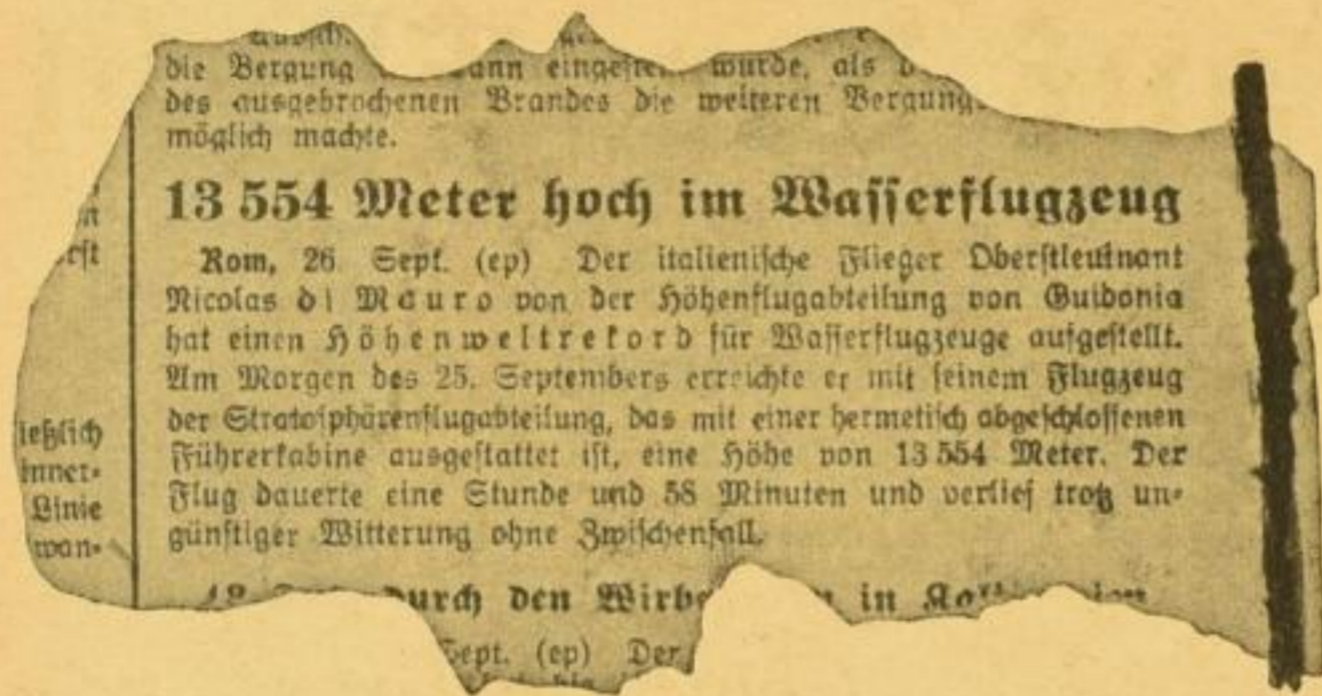 die Bergung wurde, als
des ausgebrochenen Brandes die weiteren
möglich machte.
13 554 Meter hoch im Wasserflugzeug
Rom, 26 Sept. (ep) Der italienische Flieger Oberstleutnant
Nicolas di Mauro von der Höhenflugabteilung von Guidonia
hat einen Höhenweltrekord für Wasserflugzeuge aufgestellt.
Am Morgen des 25. Septembers erreichte er mit seinem Flugzeug
der Stratosphärenflugabteilung, das mit einer hermetisch abgeschlossenen
Führerkabine ausgestattet ist, eine Höhe von 13 554 Meter. Der
Flug dauerte eine Stunde und 58 Minuten und verlief trotz un-
günstiger Witterung ohne Zwischenfall.
durch den in
Sept. (ep) Der
ießlich
inner-
Linie
wan-